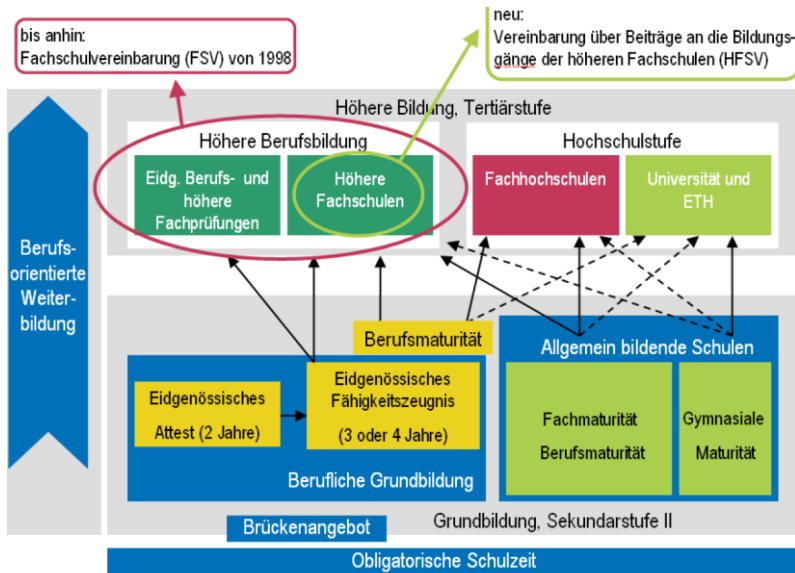 bis anhin:
Fachschulvereinbarung (FSV) von 1998
neu:
Vereinbarung über Beiträge an die Bildungs-
gänge der höheren Fachschulen (HFSV)
Höhere Bildung, Tertiärstufe
Höhere Berufsbildung
Hochschulstufe
Eidg. Berufs- und
höhere
Fachprüfungen
Höhere
Fachschulen
Fachhochschulen
Universität und
ETH
Berufs-
orientierte
Weiter-
bildung
Berufsmaturität
Allgemein bildende Schulen
Eidgenössisches
Attest (2 Jahre)
Eidgenössisches
Fähigkeitszeugnis
(3 oder 4 Jahre)
Fachmaturität
Berufsmaturität
Gymnasiale
Maturität
Berufliche Grundbildung
Brückenangebot
Grundbildung, Sekundarstufe II
Obligatorische Schulzeit